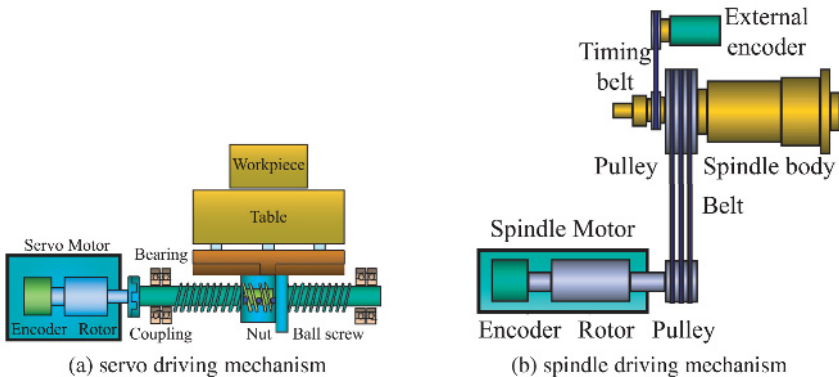 Workpiece
Table
Servo Motor
Bearing
Encoder
Rotor
Coupling
Nut
Ball screw
(a) servo driving mechanism
External
encoder
Timing
belt
Pulley
Spindle body
Belt
Spindle Motor
Encoder
Rotor
Pulley
(b) spindle driving mechanism